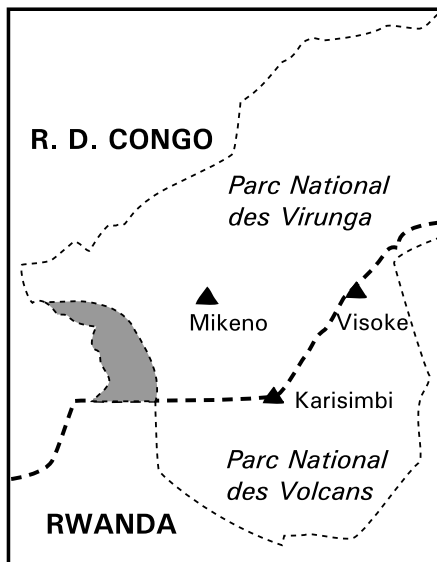 R. D. CONGO
Parc National
des Virunga
Mikeno
Visoke
Karisimbi
Parc National
des Volcans
RWANDA